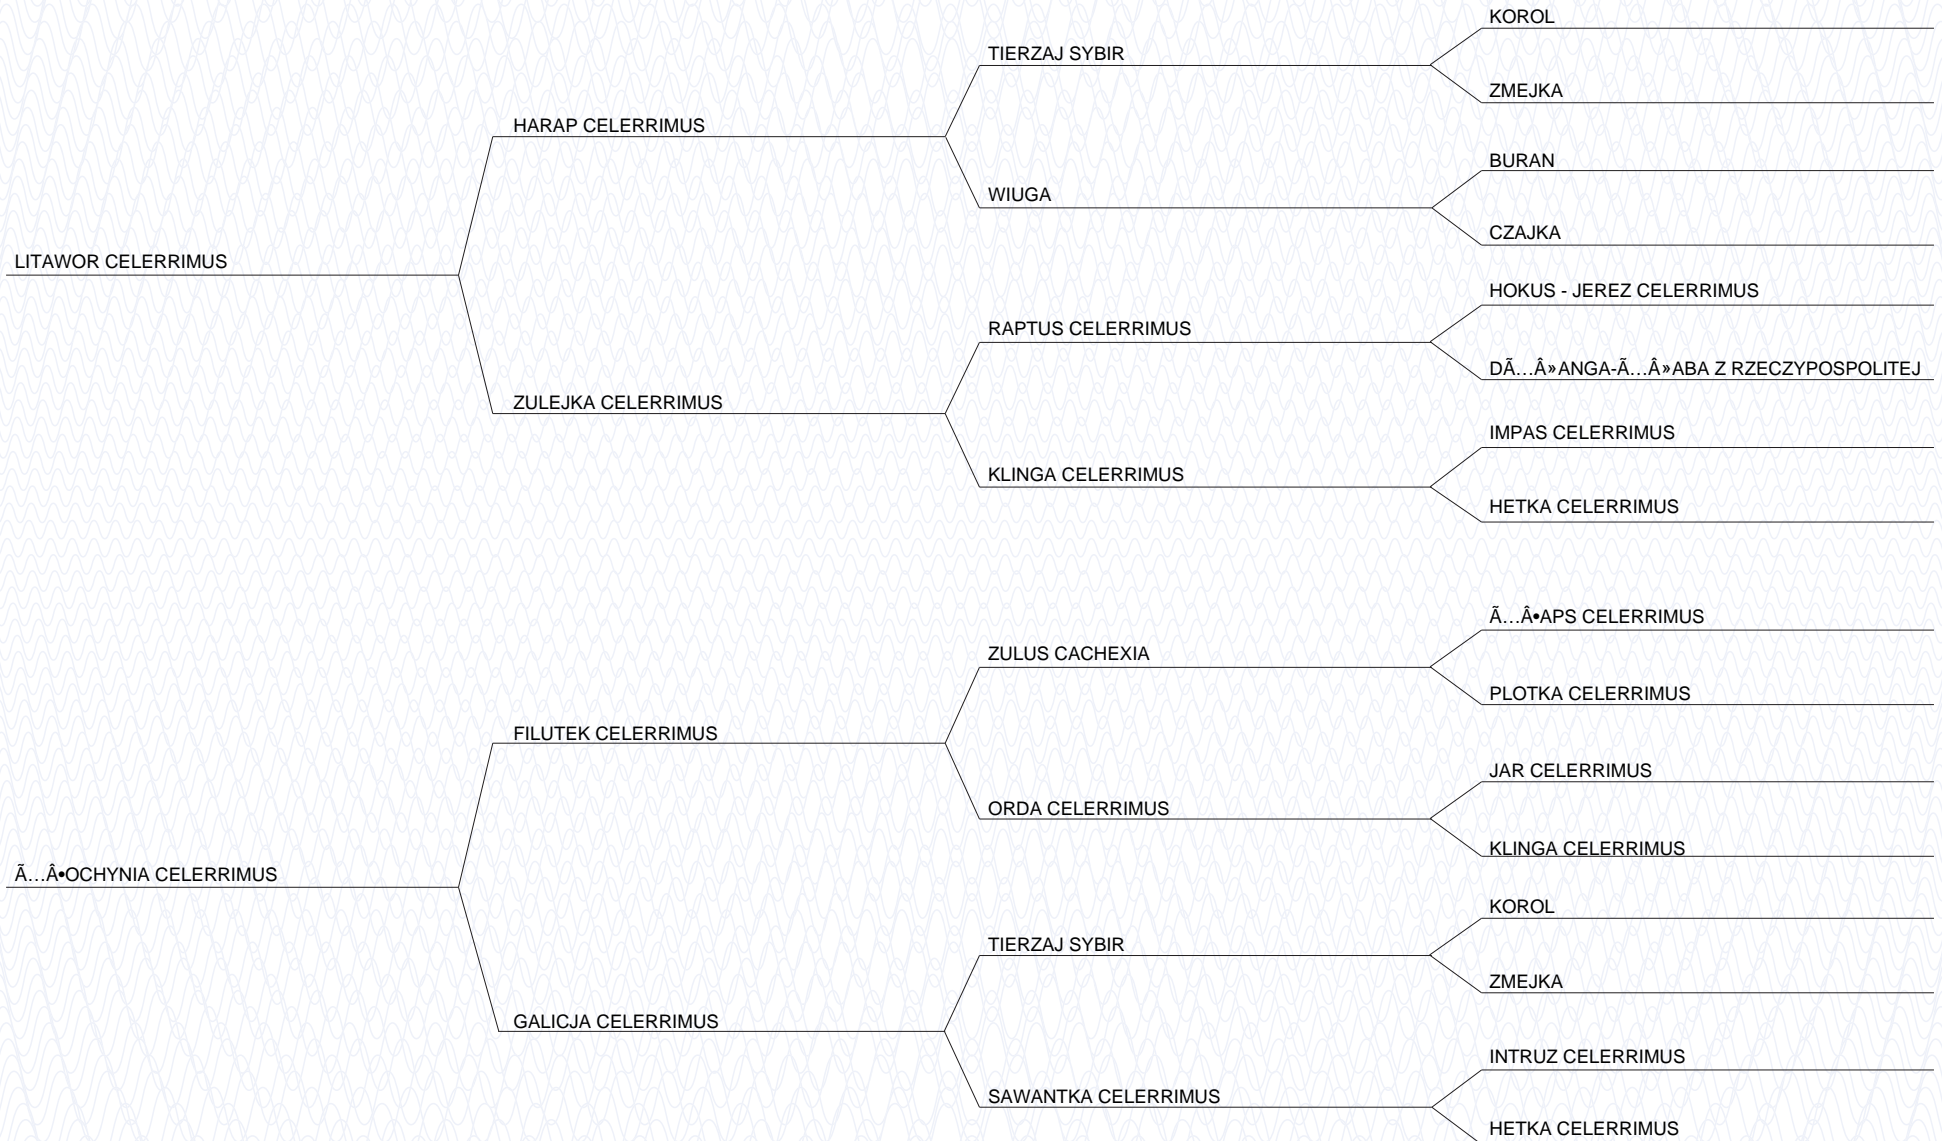 KOROL
TIERZAJ SYBIR
ZMEJKA
HARAP CELERRIMUS
BURAN
WIUGA
CZAJKA
LITAWOR CELERRIMUS
HOKUS - JEREZ CELERRIMUS
RAPTUS CELERRIMUS
DÃ…Â»ANGA-Ã…Â»ABA Z RZECZYPOSPOLITEJ
ZULEJKA CELERRIMUS
IMPAS CELERRIMUS
KLINGA CELERRIMUS
HETKA CELERRIMUS
Ã…Â•APS CELERRIMUS
ZULUS CACHEXIA
PLOTKA CELERRIMUS
FILUTEK CELERRIMUS
JAR CELERRIMUS
ORDA CELERRIMUS
KLINGA CELERRIMUS
Ã…Â•OCHYNIA CELERRIMUS
KOROL
TIERZAJ SYBIR
ZMEJKA
GALICJA CELERRIMUS
INTRUZ CELERRIMUS
SAWANTKA CELERRIMUS
HETKA CELERRIMUS